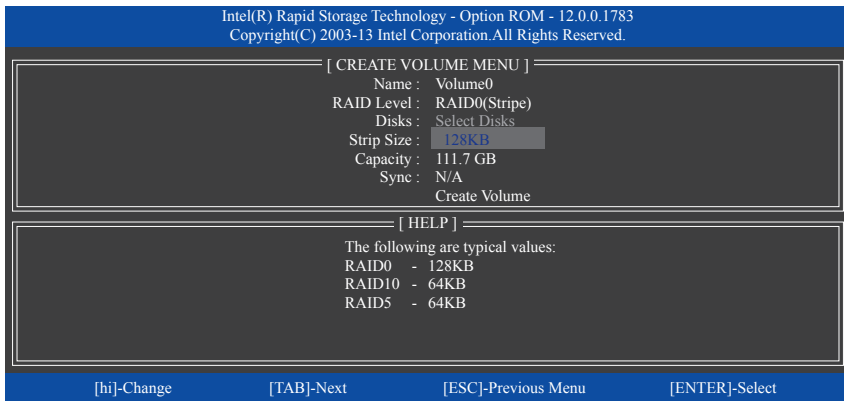 Intel(R) Rapid Storage Technology - Option ROM - 12.0.0.1783
Copyright(C) 2003-13 Intel Corporation.All Rights Reserved.
[ CREATE VOLUME MENU ]
Name : Volume0
RAID Level : RAID0(Stripe)
Disks : Select Disks
Strip Size : 128KB
Capacity : 111.7 GB
Sync : N/A
Create Volume
[ HELP ]
The following are typical values:
RAID0 - 128KB
RAID10 - 64KB
RAID5 - 64KB
[hi]-Change [TAB]-Next [ESC]-Previous Menu [ENTER]-Select